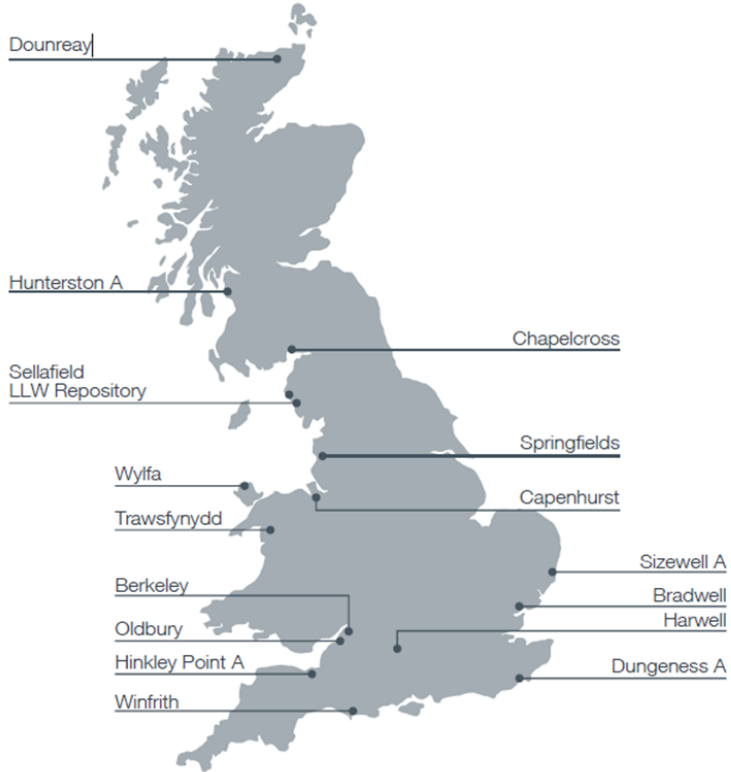 Dounreay
Hunterston A
Chapelcross
Sellafield
LLW Repository
Springfields
Wylfa
Capenhurst
Trawsfynydd
Sizewell A
Berkeley
Bradwell
Harwell
Oldbury
Hinkley Point A
Dungeness A
Winfrith